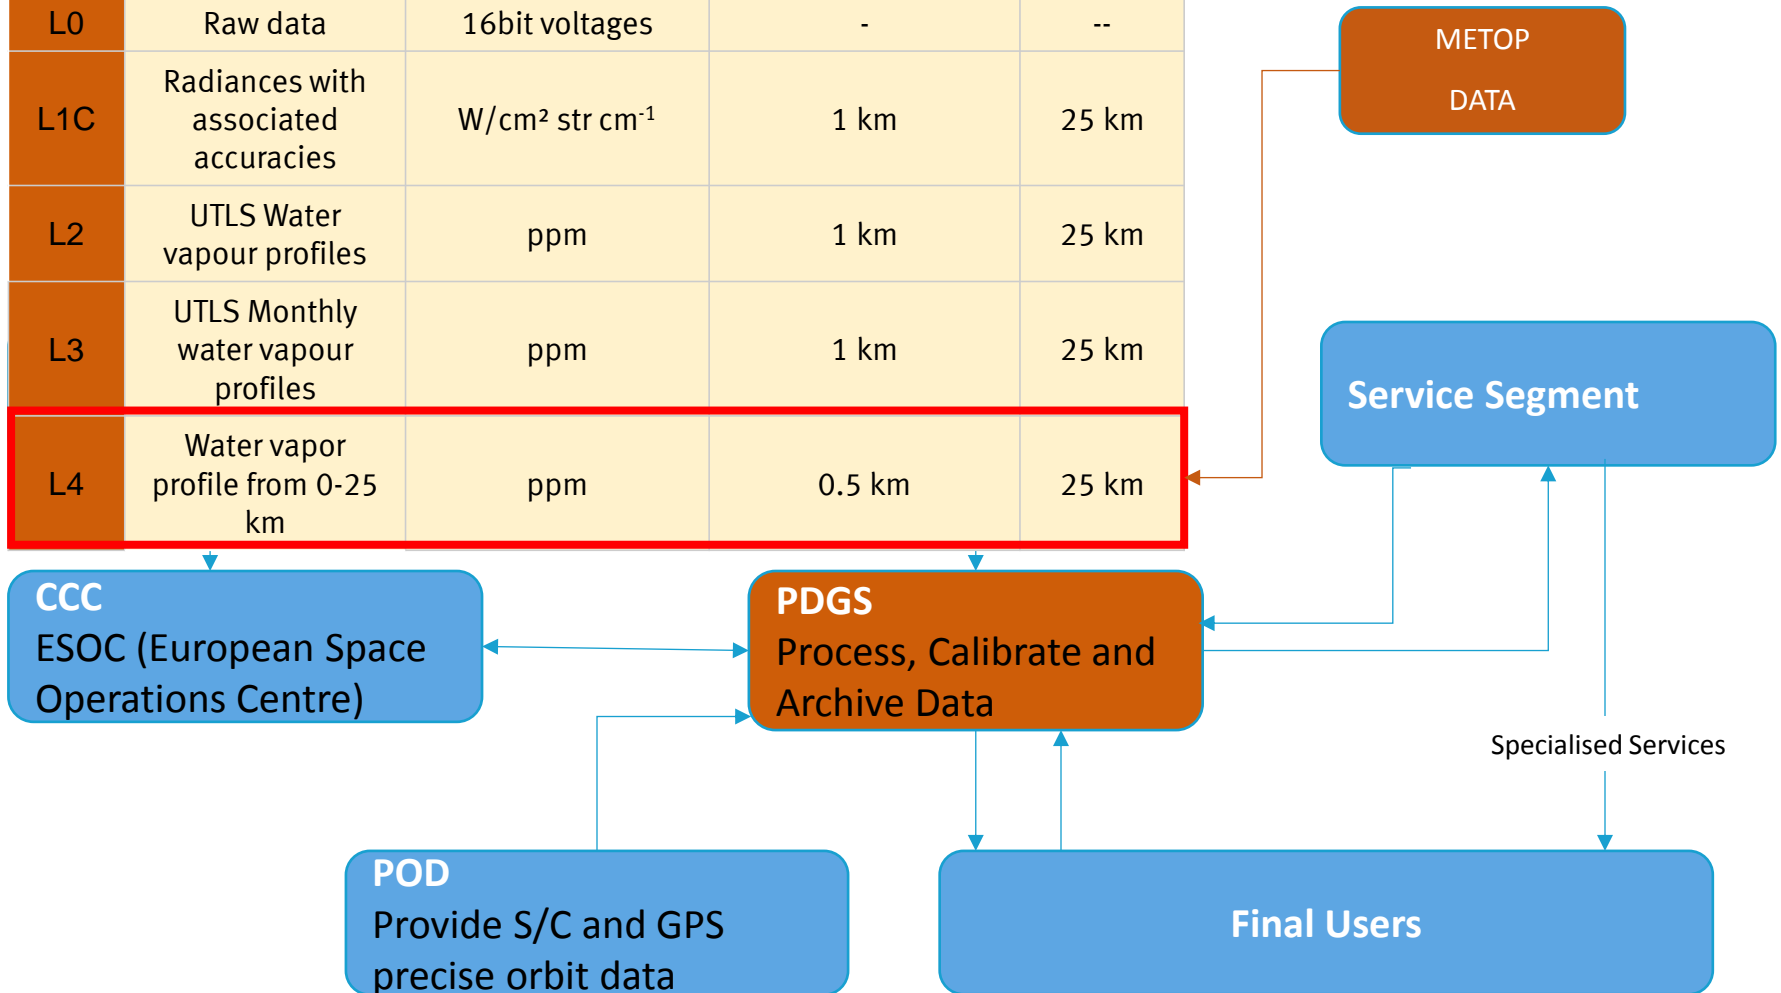 L0 Raw data 16bit voltages - --
Radiances with
associated
accuracies
L1C W/cm² str cm-1 1 km 25 km
UTLS Water
vapour profiles
L2 ppm 1 km 25 km
UTLS Monthly
water vapour
profiles
L3 ppm 1 km 25 km
Water vapor
profile from 0-25
km
L4 ppm 0.5 km 25 km
METOP
DATA
Service Segment
CCC
ESOC (European Space
Operations Centre)
PDGS
Process, Calibrate and
Archive Data
Specialised Services
POD
Provide S/C and GPS
precise orbit data
Final Users